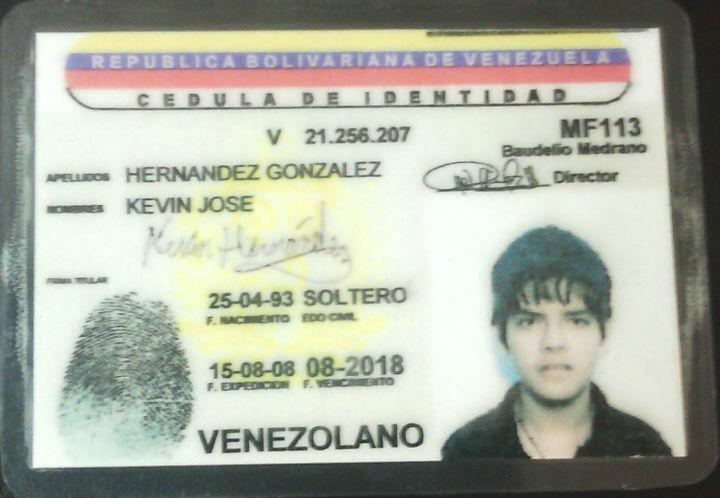 REPUBLICA BOLIVARIANA DE VENEZUELA
CEDULA DE IDENTIDAD
V 21.256.207
MF113
Baudelio Medrano
Director
APELLIDOS HERNANDEZ GONZALEZ
NOMBRES KEVIN JOSE
Kevin Hernández
FIRMA TITULAR
25-04-93 SOLTERO
F. NACIMIENTO EDO CIVIL
15-08-08 08-2018
F. EXPEDICION F. VENCIMIENTO
VENEZOLANO